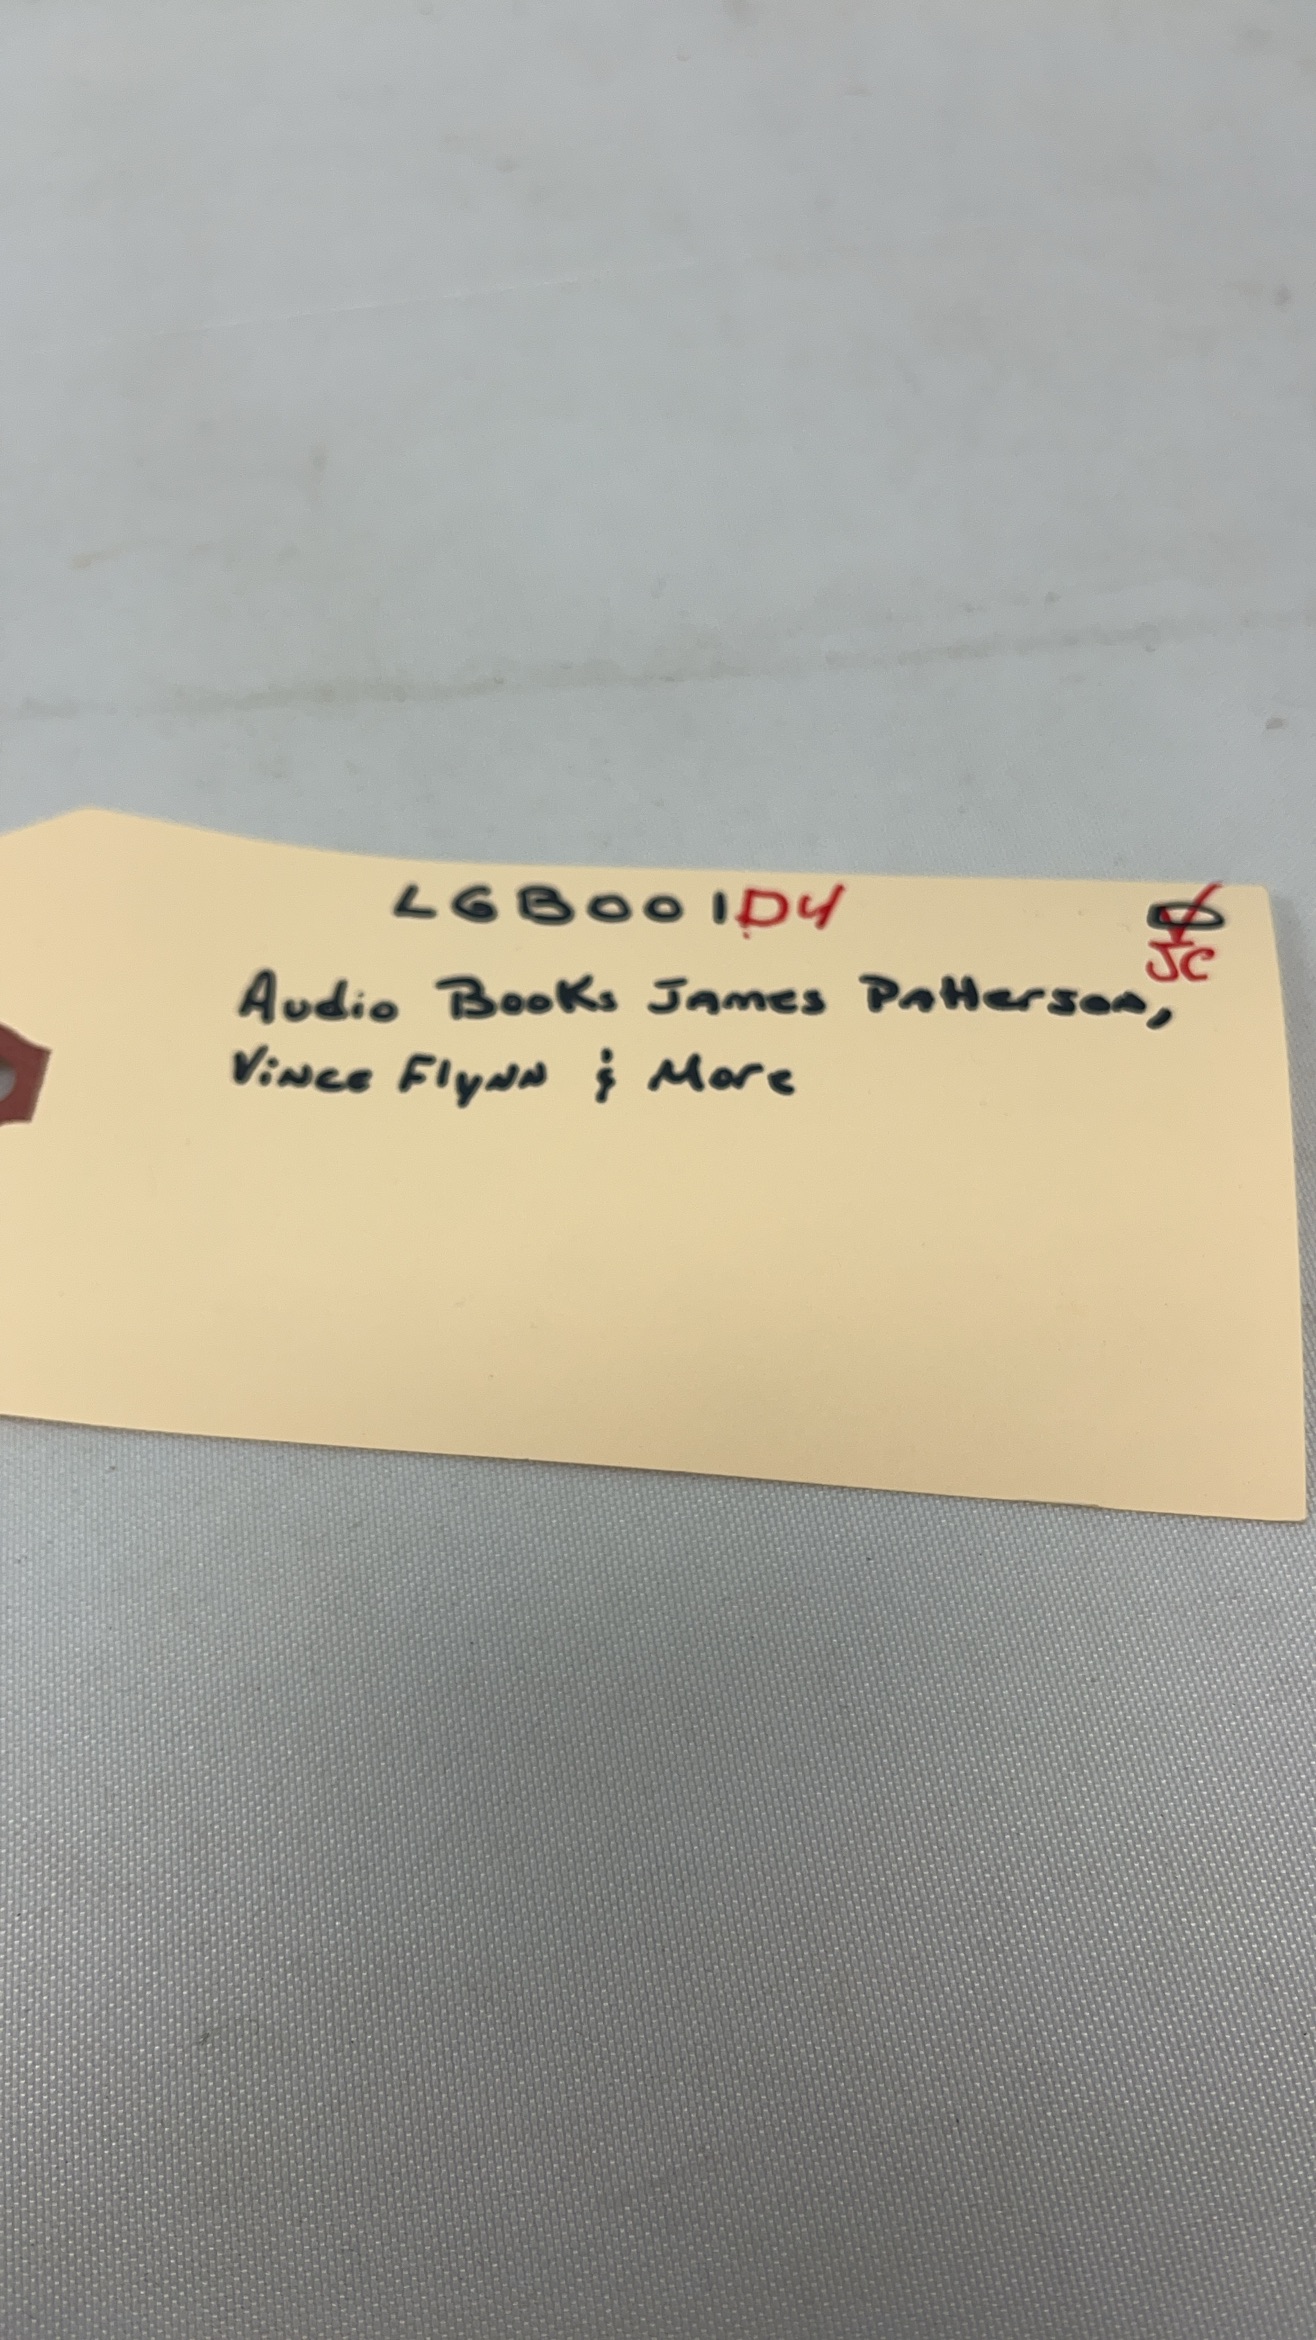 LGB001D4
JC
Audio Books James Patterson,
Vince Flynn & More